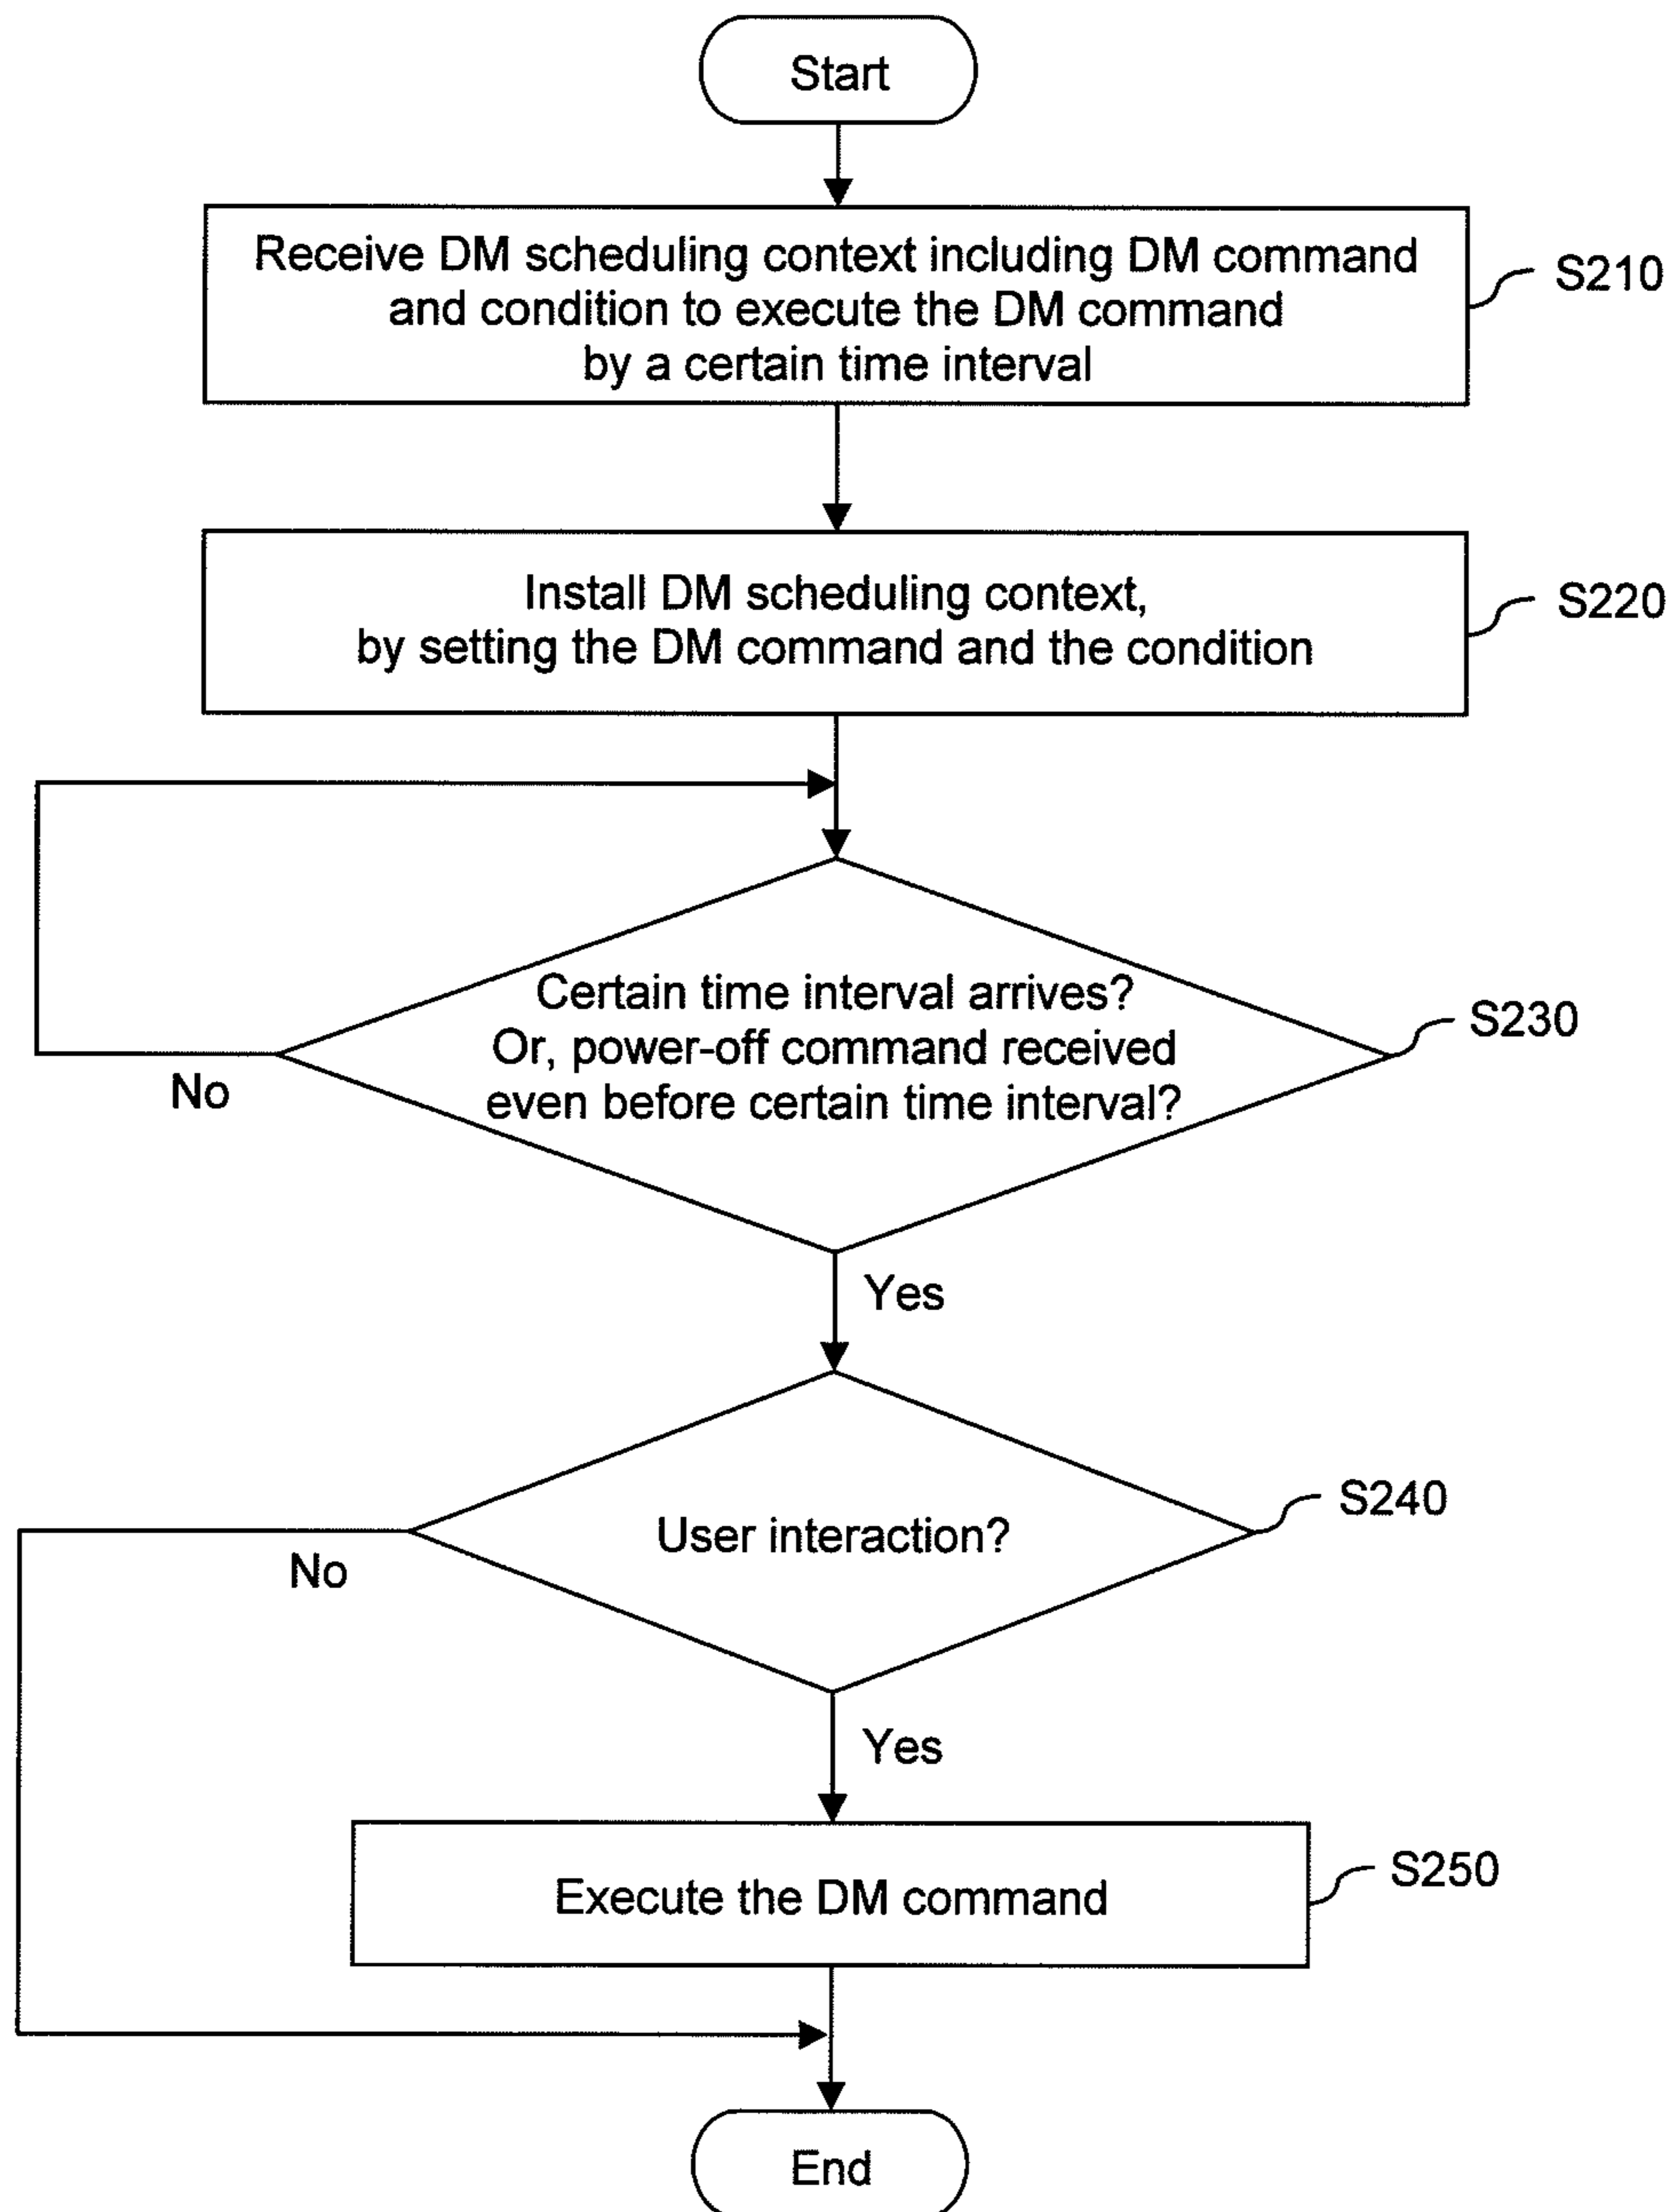 Start
Receive DM scheduling context including DM command
and condition to execute the DM command
by a certain time interval
S210
Install DM scheduling context,
by setting the DM command and the condition
S220
Certain time interval arrives?
Or, power-off command received
even before certain time interval?
S230
No
Yes
User interaction?
S240
No
Yes
Execute the DM command
S250
End